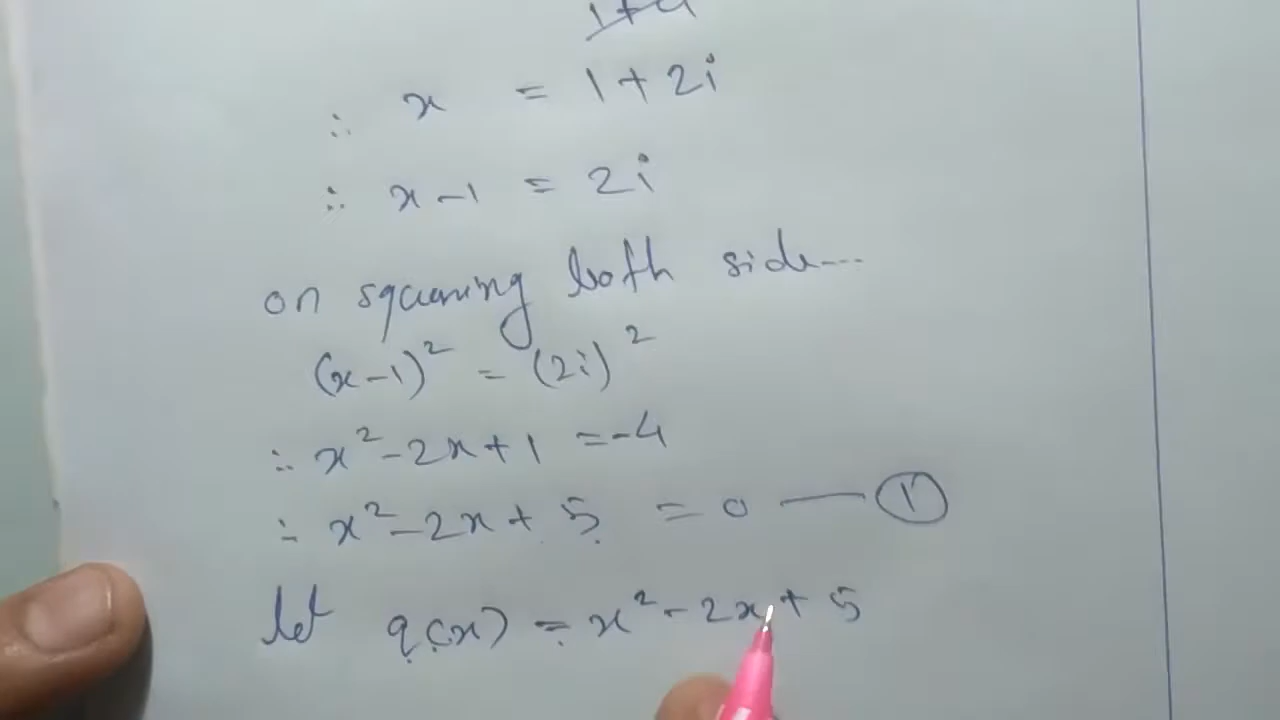 ∴ x = 1 + 2i
∴ x - 1 = 2i
on squaring both side...
(x-1)² = (2i)²
∴ x² - 2x + 1 = -4
∴ x² - 2x + 5 = 0 — ①
let q(x) = x² - 2x + 5